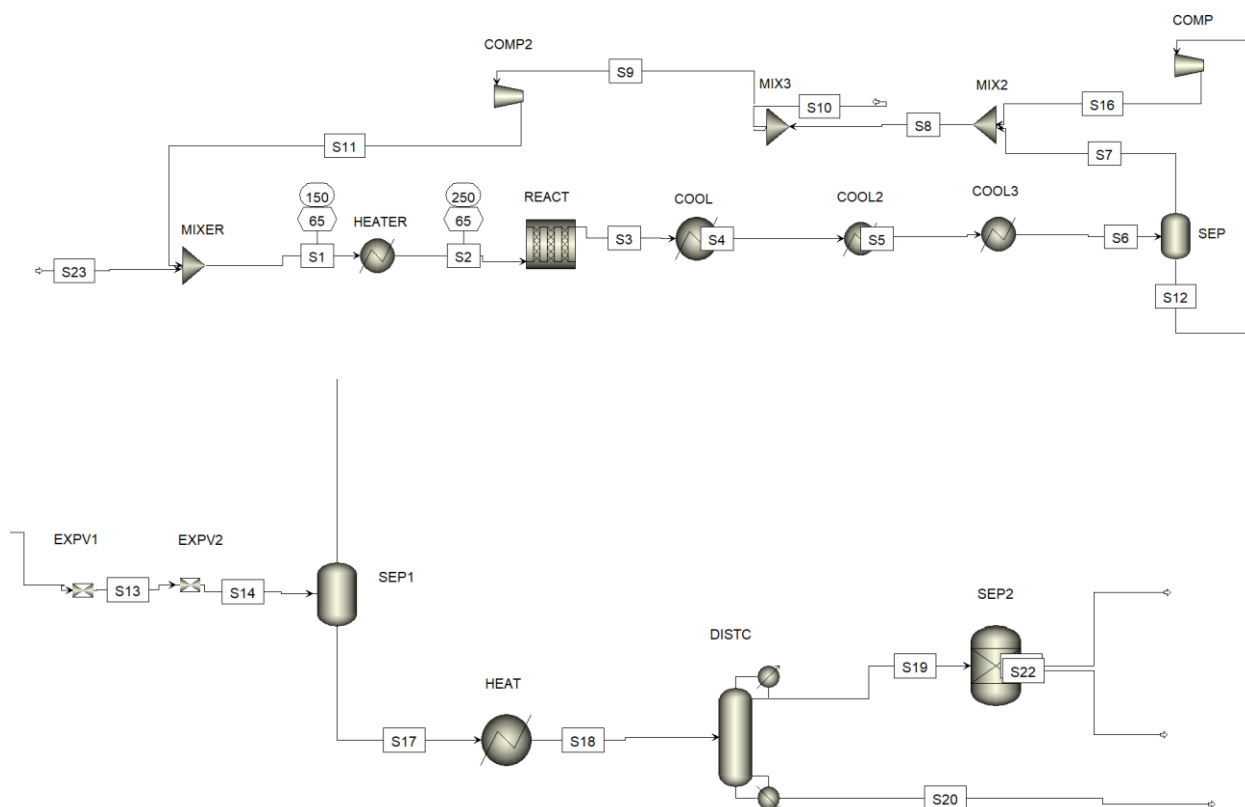 COMP
COMP2
S9
MIX3
S10
MIX2
S16
S8
S11
S7
150
65
250
65
REACT
COOL
COOL2
COOL3
MIXER
HEATER
SEP
S23
S1
S2
S3
S4
S5
S6
S12
EXPV1
EXPV2
SEP1
S13
S14
SEP2
DISTC
S19
S22
HEAT
S17
S18
S20